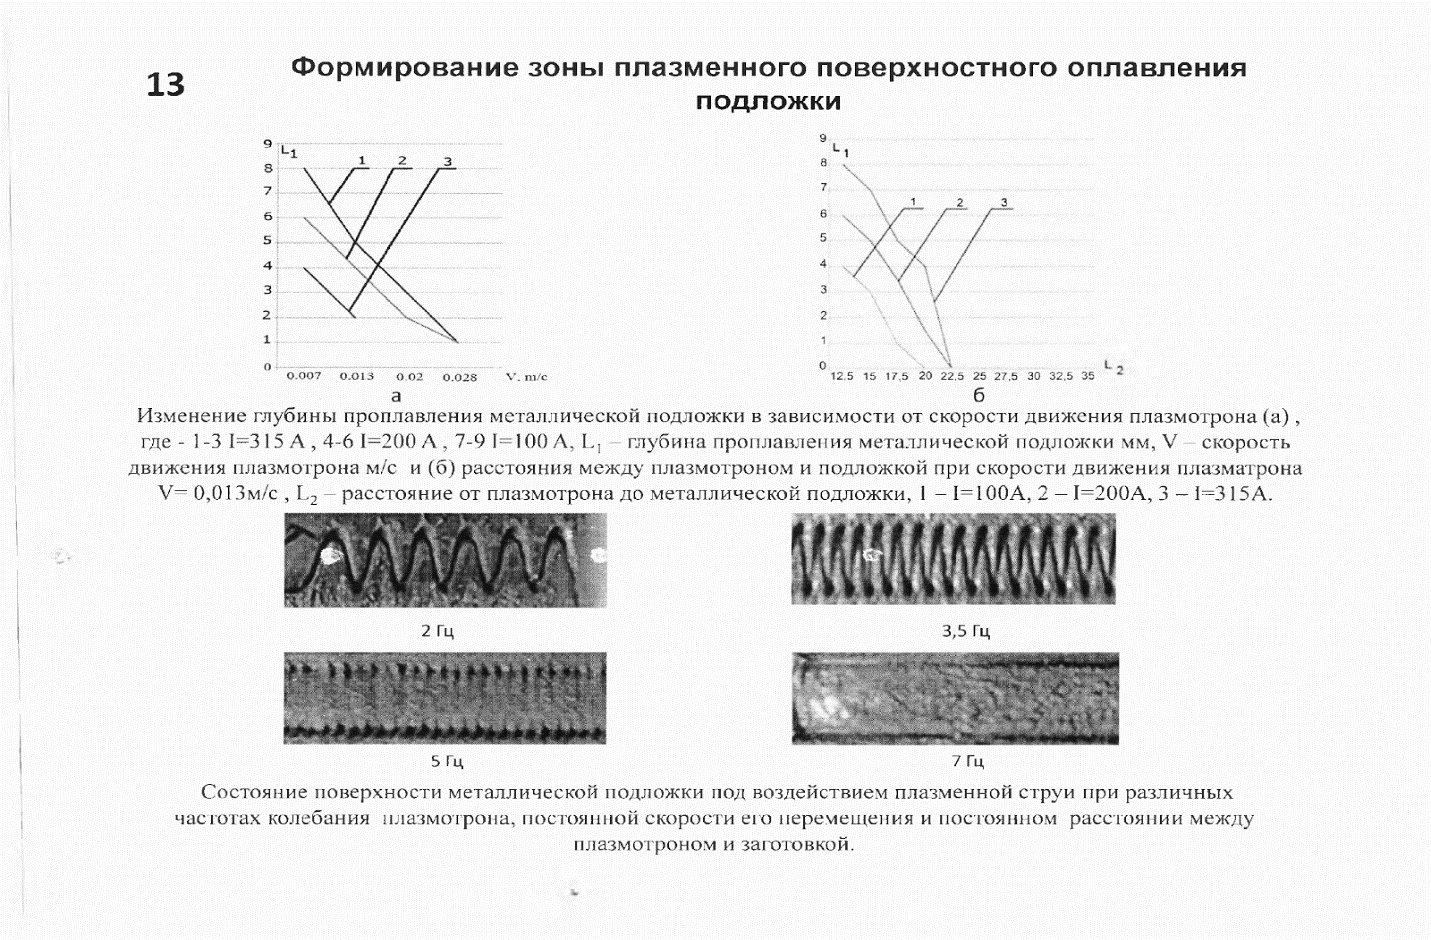 13
Формирование зоны плазменного поверхностного оплавления
подложки
9
L1
8
7
6
5
4
3
2
1
0
1 2 3
0.007 0.013 0.02 0.028 V. m/c
а
9
L1
8
7
6
5
4
3
2
1
0
1 2 3
12,5 15 17,5 20 22,5 25 27,5 30 32,5 35 L2
б
Изменение глубины проплавления металлической подложки в зависимости от скорости движения плазмотрона (а) ,
где - 1-3 I=315 А , 4-6 I=200 А , 7-9 I=100 А, L1 – глубина проплавления металлической подложки мм, V – скорость
движения плазмотрона м/с и (б) расстояния между плазмотроном и подложкой при скорости движения плазматрона
V= 0,013м/с , L2 – расстояние от плазмотрона до металлической подложки, 1 – I=100А, 2 – I=200А, 3 – I=315А.
2 Гц
3,5 Гц
5 Гц
7 Гц
Состояние поверхности металлической подложки под воздействием плазменной струи при различных
частотах колебания плазмотрона, постоянной скорости его перемещения и постоянном расстоянии между
плазмотроном и заготовкой.